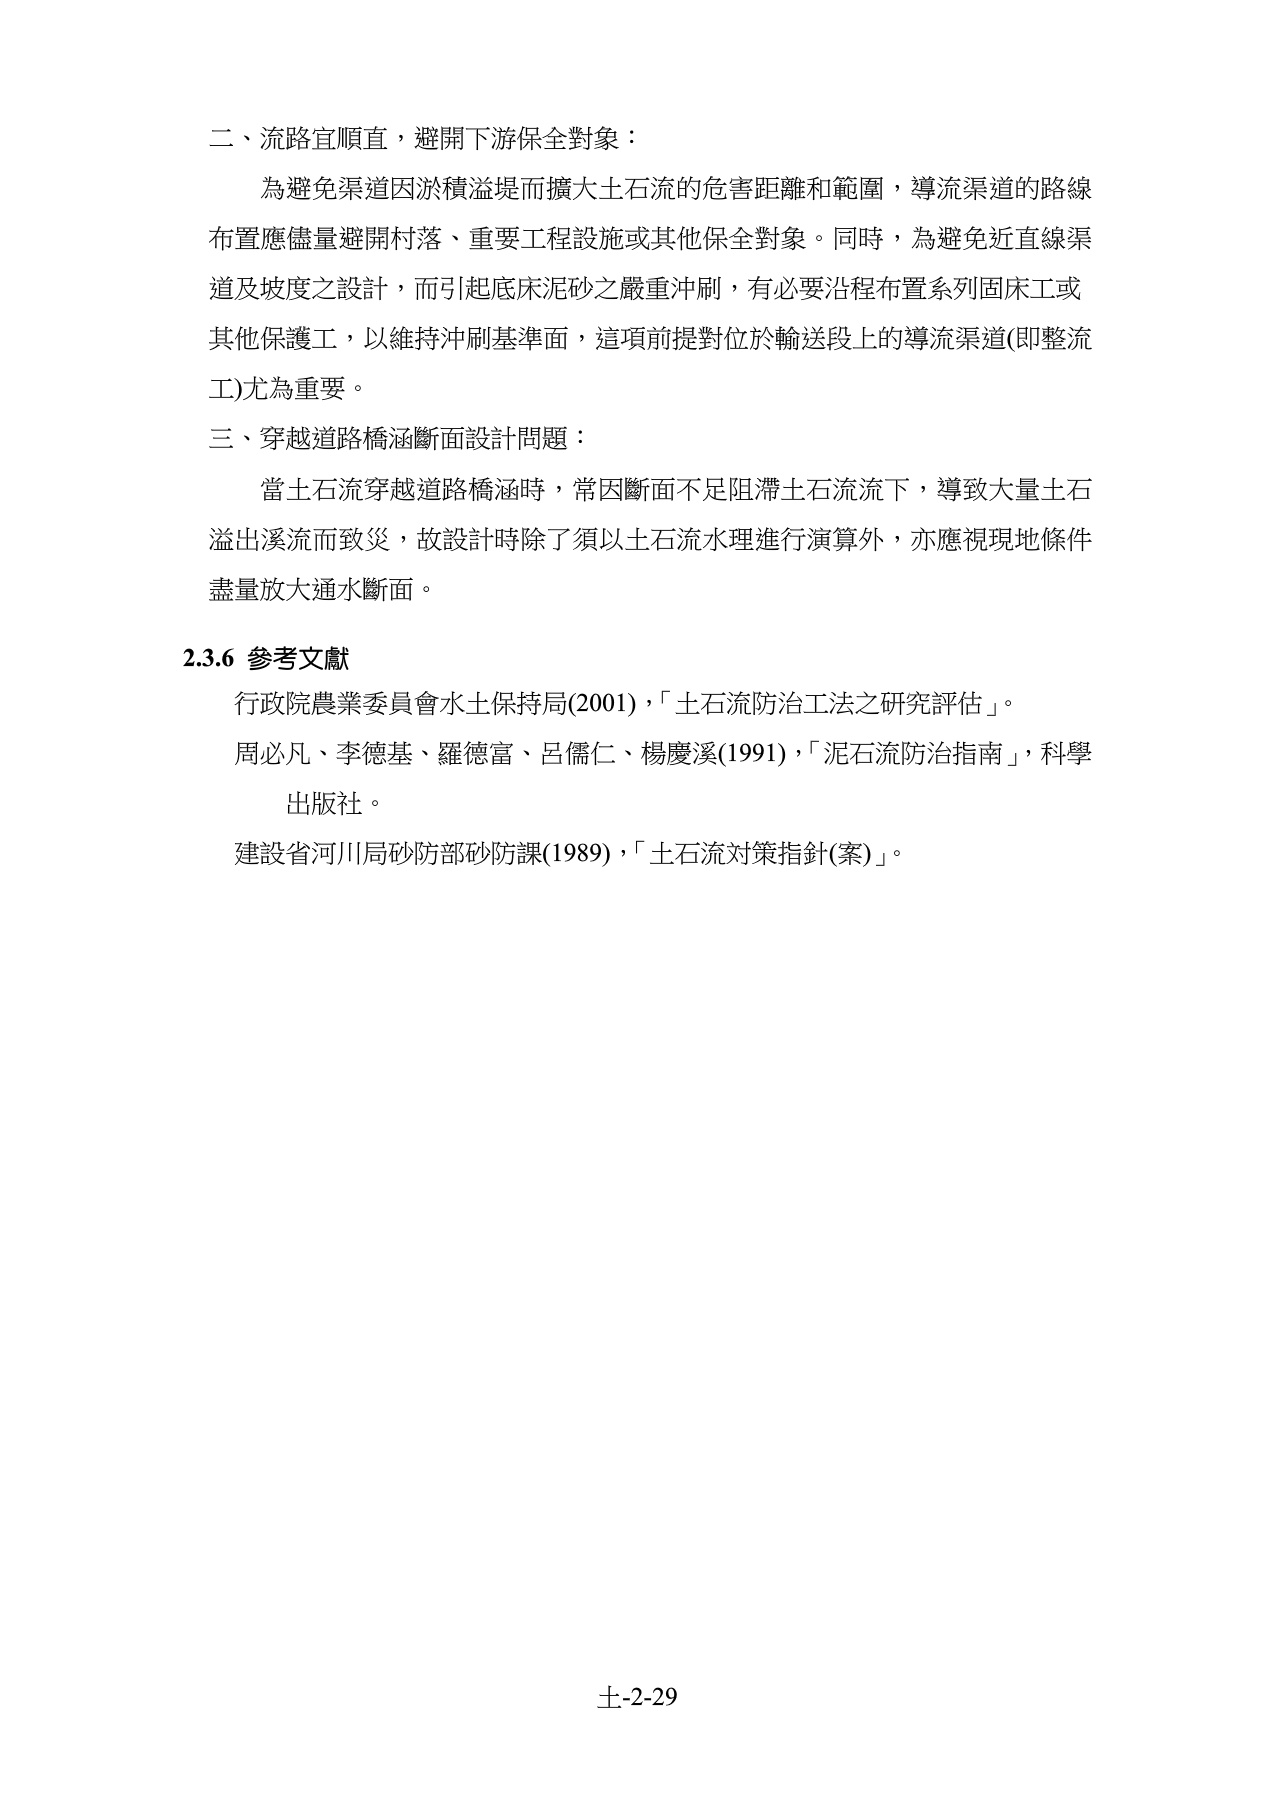 二、流路宜順直，避開下游保全對象：
為避免渠道因淤積溢堤而擴大土石流的危害距離和範圍，導流渠道的路線
布置應儘量避開村落、重要工程設施或其他保全對象。同時，為避免近直線渠
道及坡度之設計，而引起底床泥砂之嚴重沖刷，有必要沿程布置系列固床工或
其他保護工，以維持沖刷基準面，這項前提對位於輸送段上的導流渠道(即整流
工)尤為重要。
三、穿越道路橋涵斷面設計問題：
當土石流穿越道路橋涵時，常因斷面不足阻滯土石流流下，導致大量土石
溢出溪流而致災，故設計時除了須以土石流水理進行演算外，亦應視現地條件
盡量放大通水斷面。
2.3.6 參考文獻
行政院農業委員會水土保持局(2001)，「土石流防治工法之研究評估」。
周必凡、李德基、羅德富、呂儒仁、楊慶溪(1991)，「泥石流防治指南」，科學
出版社。
建設省河川局砂防部砂防課(1989)，「土石流対策指針(案)」。
土-2-29